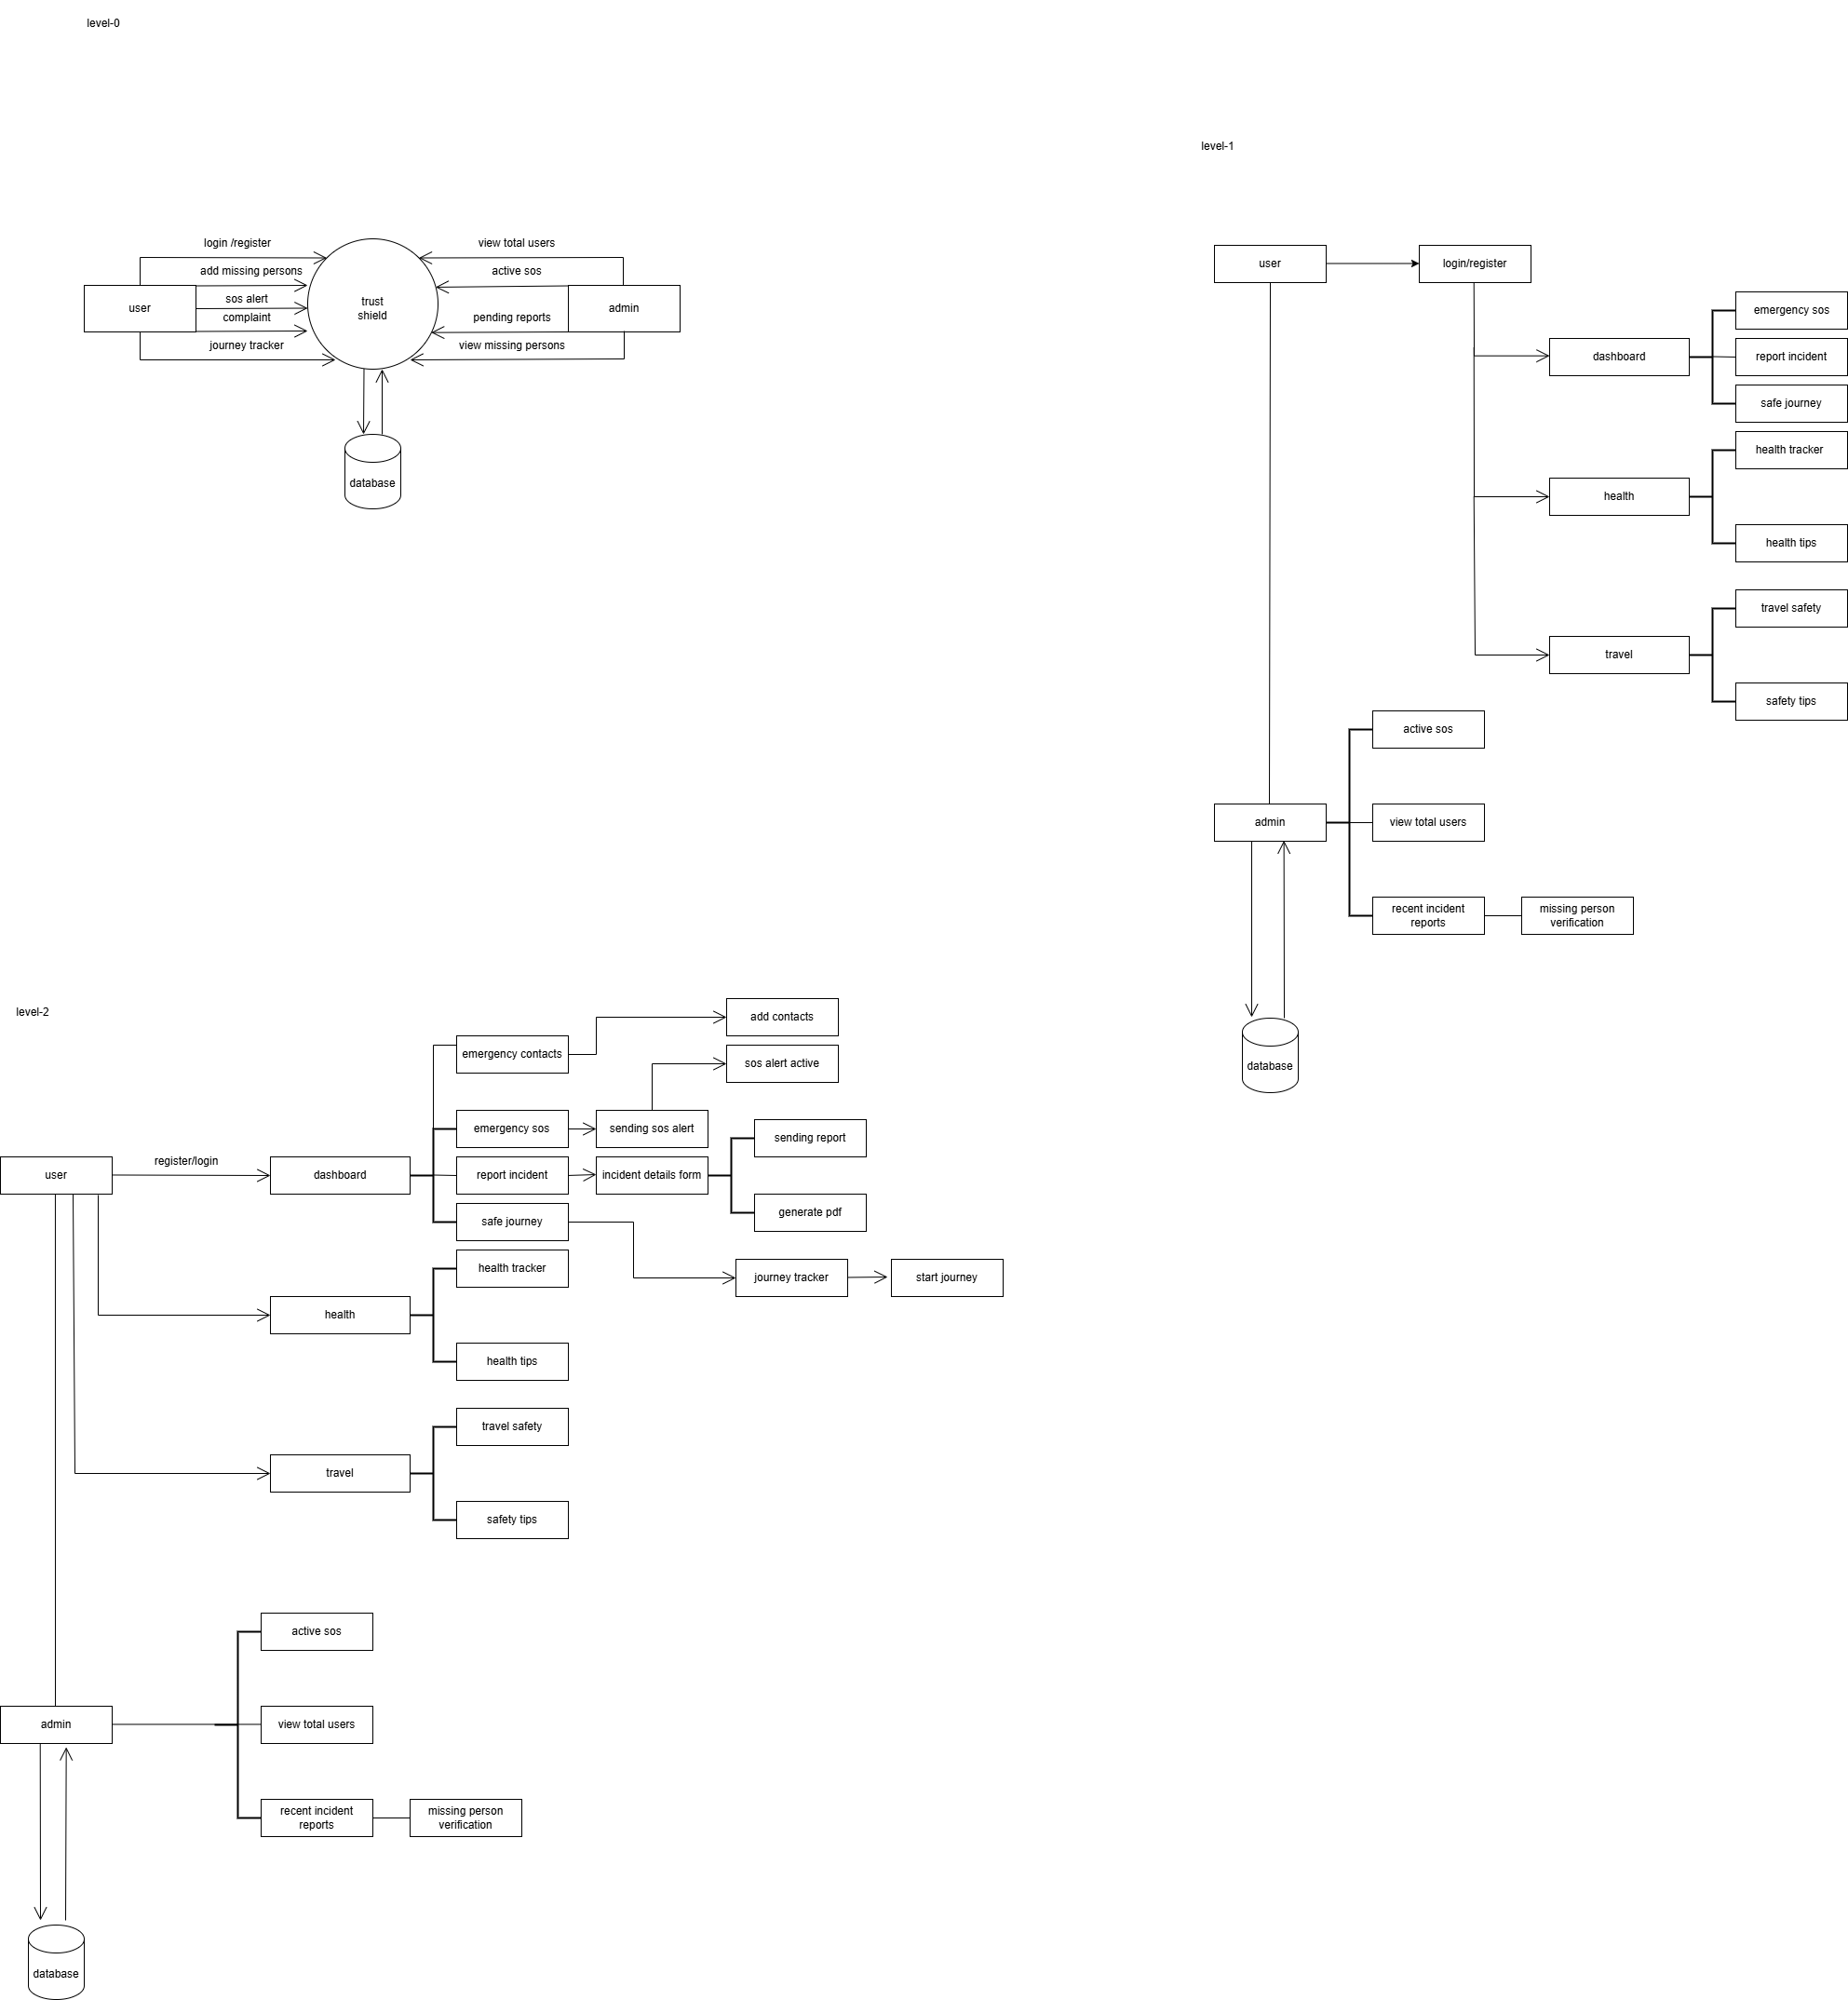 level-0
login /register
add missing persons
user
sos alert
complaint
journey tracker
trust
shield
view total users
active sos
admin
pending reports
view missing persons
database
level-1
user
login/register
dashboard
emergency sos
report incident
safe journey
health
health tracker
health tips
travel
travel safety
safety tips
admin
active sos
view total users
recent incident
reports
missing person
verification
database
level-2
user
register/login
dashboard
emergency contacts
add contacts
emergency sos
sending sos alert
sos alert active
report incident
incident details form
sending report
generate pdf
safe journey
journey tracker
start journey
health
health tracker
health tips
travel
travel safety
safety tips
admin
active sos
view total users
recent incident
reports
missing person
verification
database